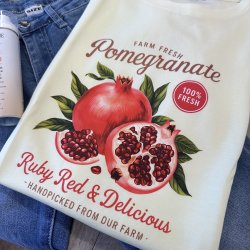 FARM FRESH
Pomegranate
100%
FRESH
Ruby Red & Delicious
- HANDPICKED FROM OUR FARM -